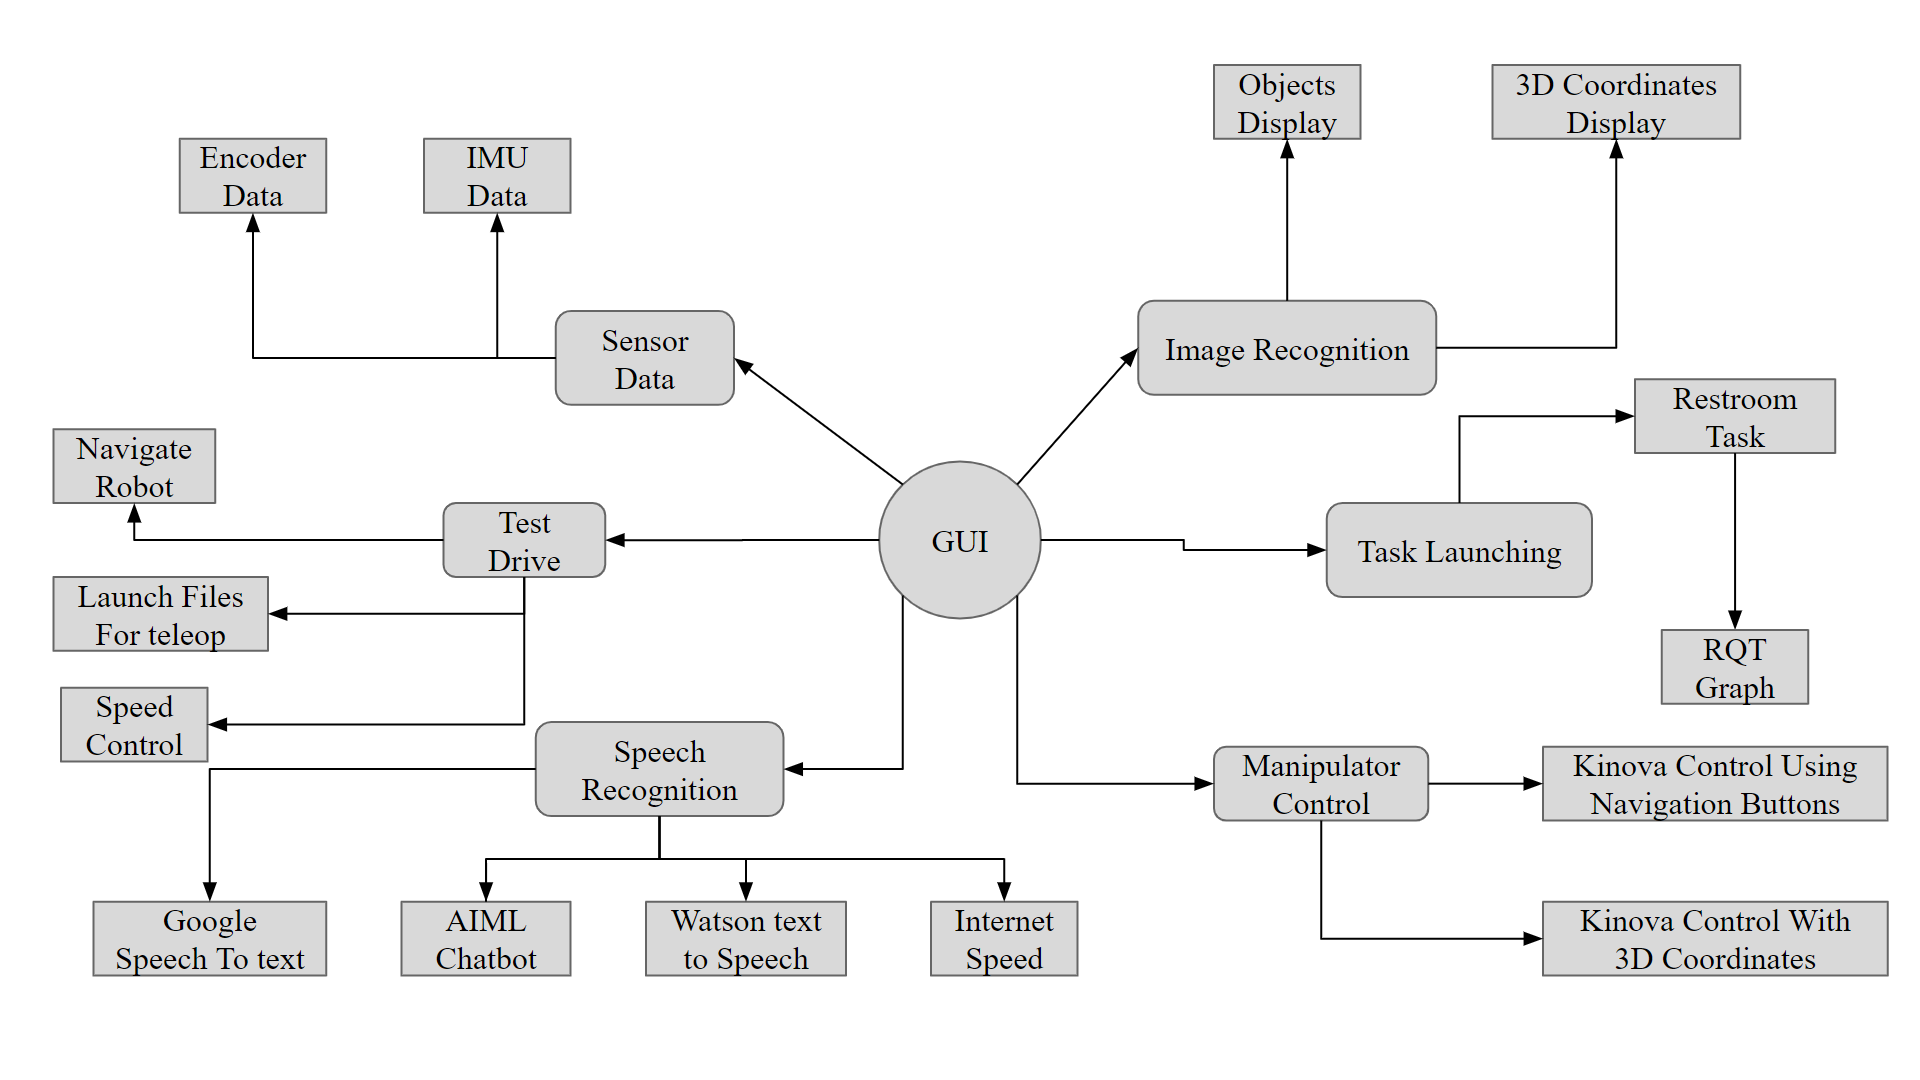 Objects
Display
3D Coordinates
Display
Encoder
Data
IMU
Data
Sensor
Data
Image Recognition
Restroom
Task
Navigate
Robot
Test
Drive
GUI
Task Launching
Launch Files
For teleop
RQT
Graph
Speed
Control
Speech
Recognition
Manipulator
Control
Kinova Control Using
Navigation Buttons
Google
Speech To text
AIML
Chatbot
Watson text
to Speech
Internet
Speed
Kinova Control With
3D Coordinates